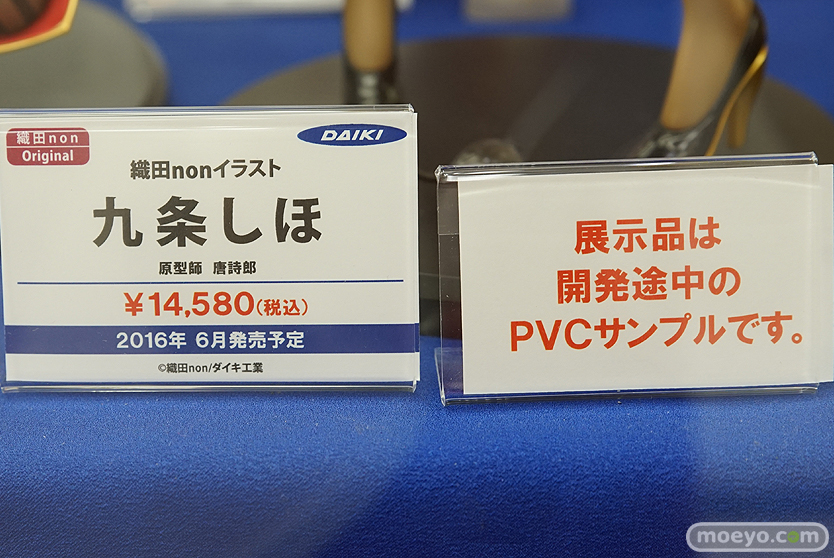 織田non
Original
DAIKI
織田nonイラスト
九条しほ
原型師 唐詩郎
￥14,580(税込)
2016年 6月発売予定
©織田non/ダイキ工業
展示品は
開発途中の
PVCサンプルです。
moeyo.com